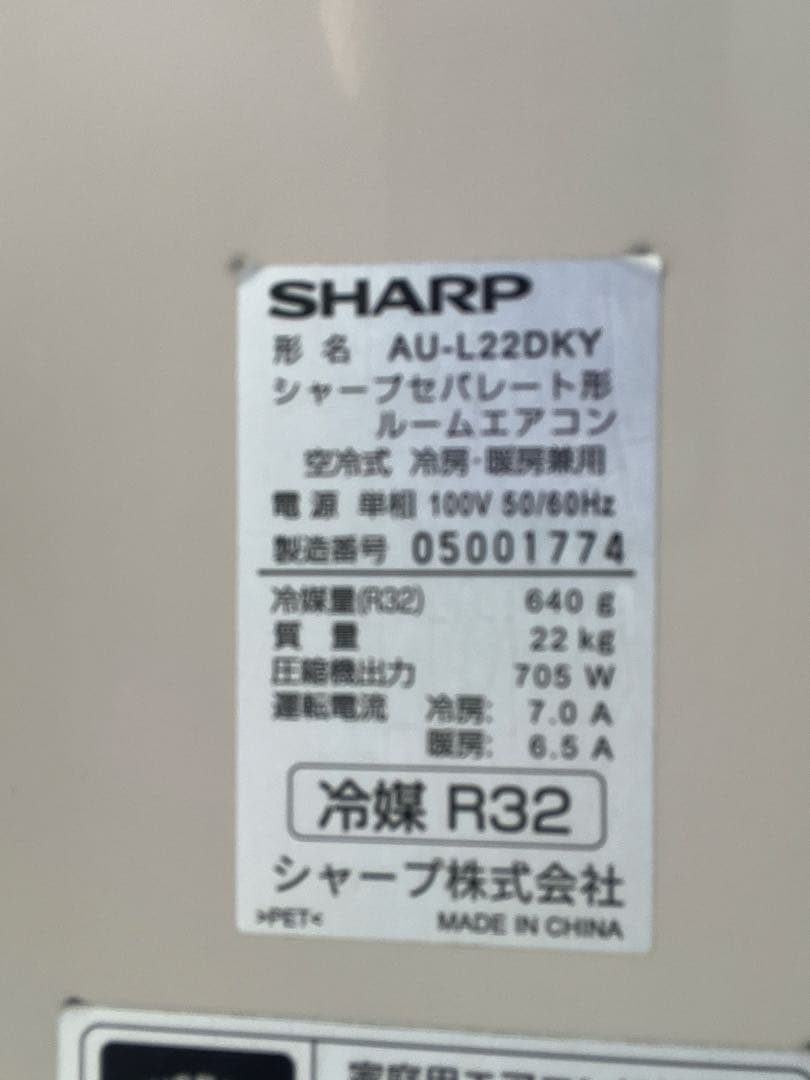 SHARP
形名 AU-L22DKY
シャープセパレート形
ルームエアコン
空冷式 冷房・暖房兼用
電源 単相 100V 50/60Hz
製造番号 05001774
冷媒量(R32) 640 g
質量 22 kg
圧縮機出力 705 W
運転電流 冷房: 7.0 A
暖房: 6.5 A
冷媒 R32
シャープ株式会社
>PET< MADE IN CHINA